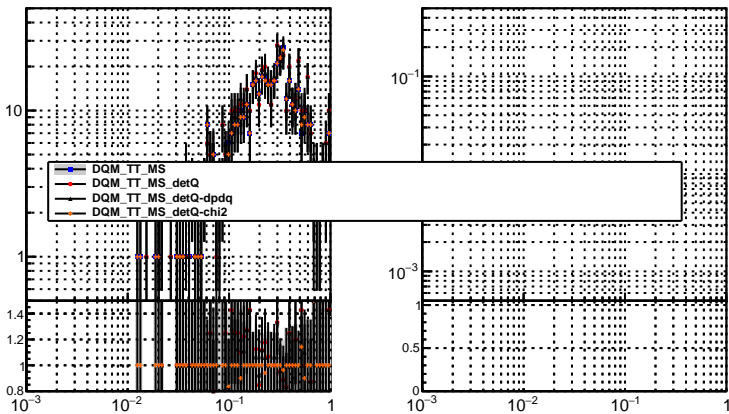 10
1
10⁻¹
10⁻³
DQM_TT_MS
DQM_TT_MS_detQ
DQM_TT_MS_detQ-dpdq
DQM_TT_MS_detQ-chi2
1.4
1.2
1
0.8
1
0.5
0
10⁻³ 10⁻² 10⁻¹ 1
10⁻³ 10⁻² 10⁻¹ 1